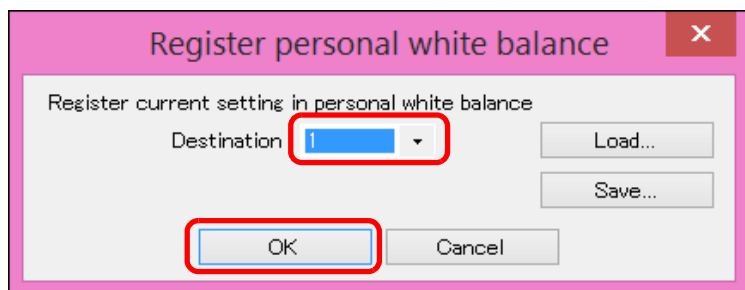 Register personal white balance
Register current setting in personal white balance
Destination 1 Load...
Save...
OK Cancel